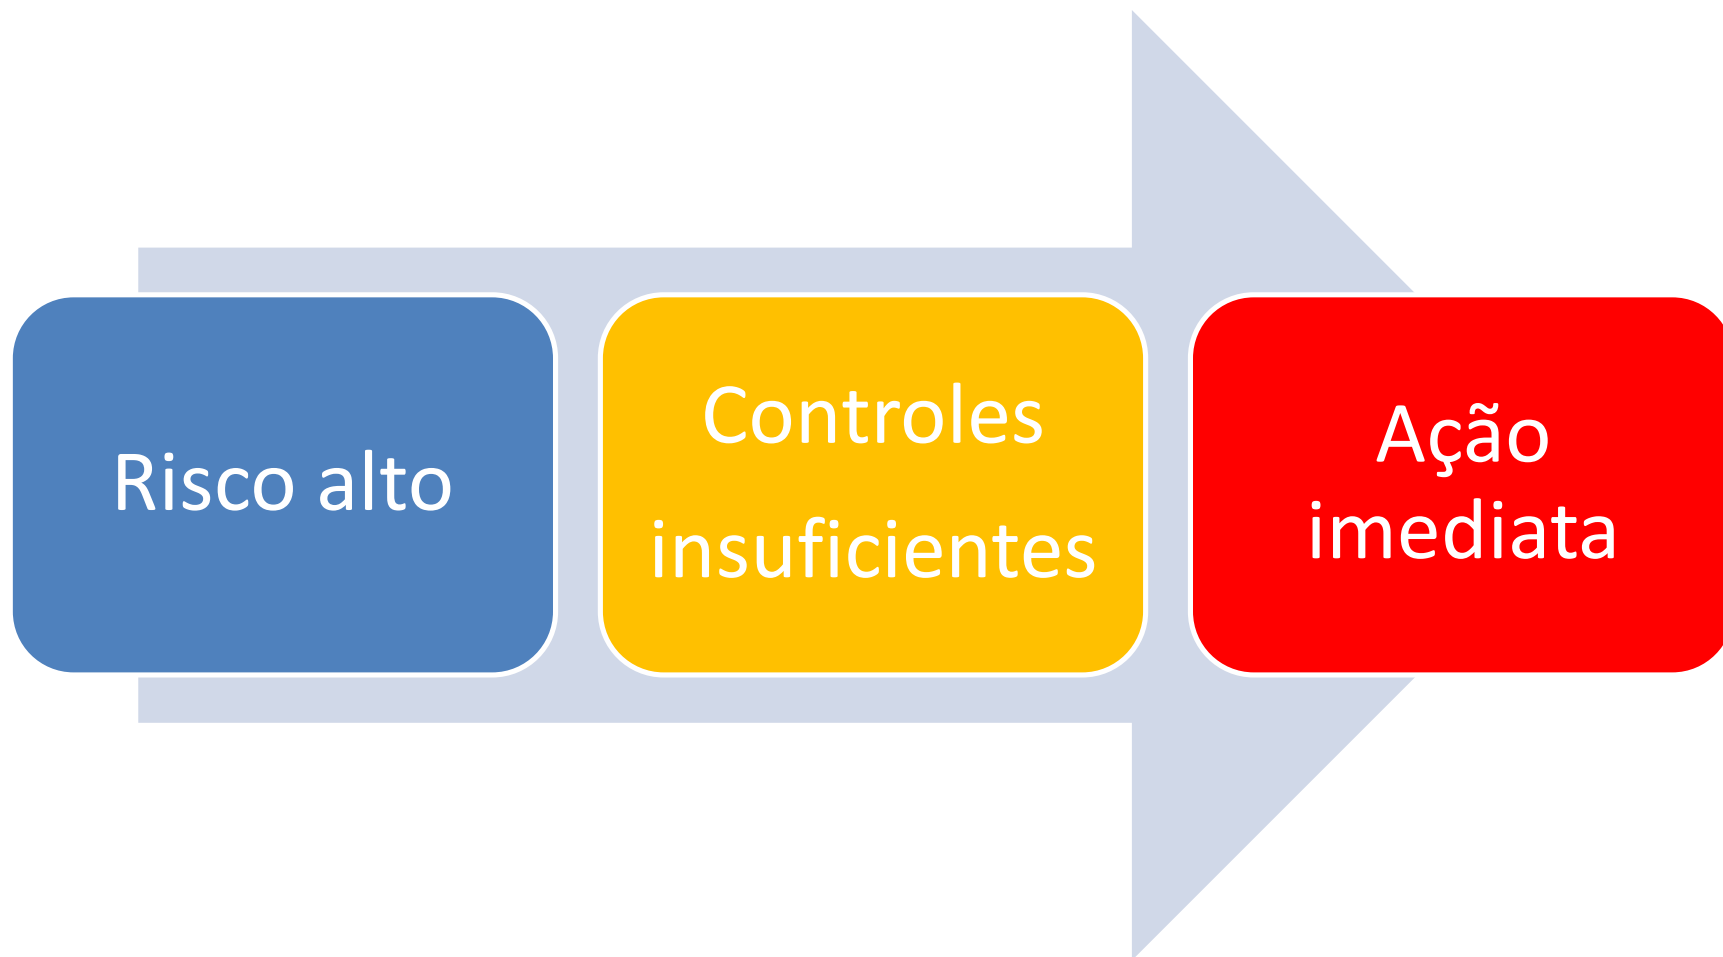 Risco alto
Controles
insuficientes
Ação
imediata